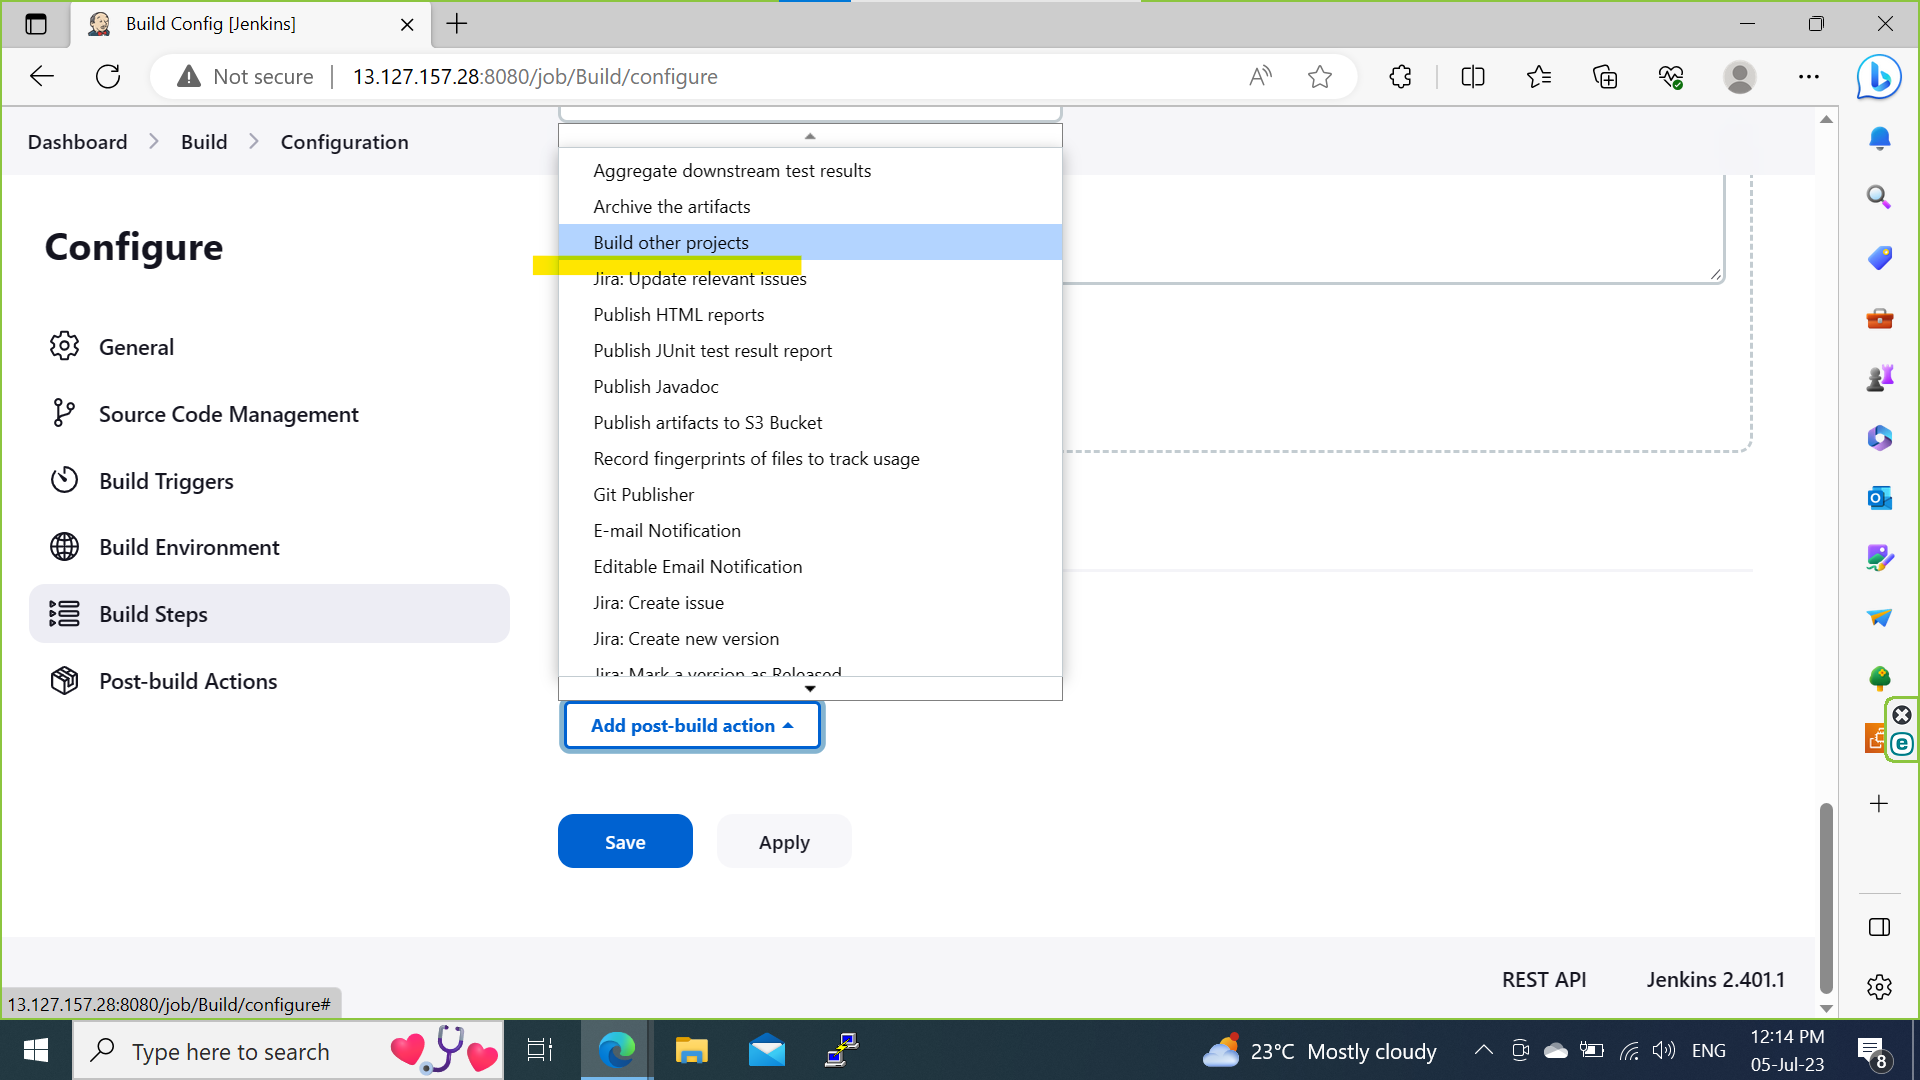 Build Config [Jenkins]
Not secure
13.127.157.28:8080/job/Build/configure
Dashboard
Build
Configuration
Configure
General
Source Code Management
Build Triggers
Build Environment
Build Steps
Post-build Actions
Aggregate downstream test results
Archive the artifacts
Build other projects
Jira: Update relevant issues
Publish HTML reports
Publish JUnit test result report
Publish Javadoc
Publish artifacts to S3 Bucket
Record fingerprints of files to track usage
Git Publisher
E-mail Notification
Editable Email Notification
Jira: Create issue
Jira: Create new version
Jira: Mark a version as Released
Add post-build action
Save
Apply
REST API
Jenkins 2.401.1
13.127.157.28:8080/job/Build/configure#
Type here to search
23°C Mostly cloudy
ENG
12:14 PM
05-Jul-23
8